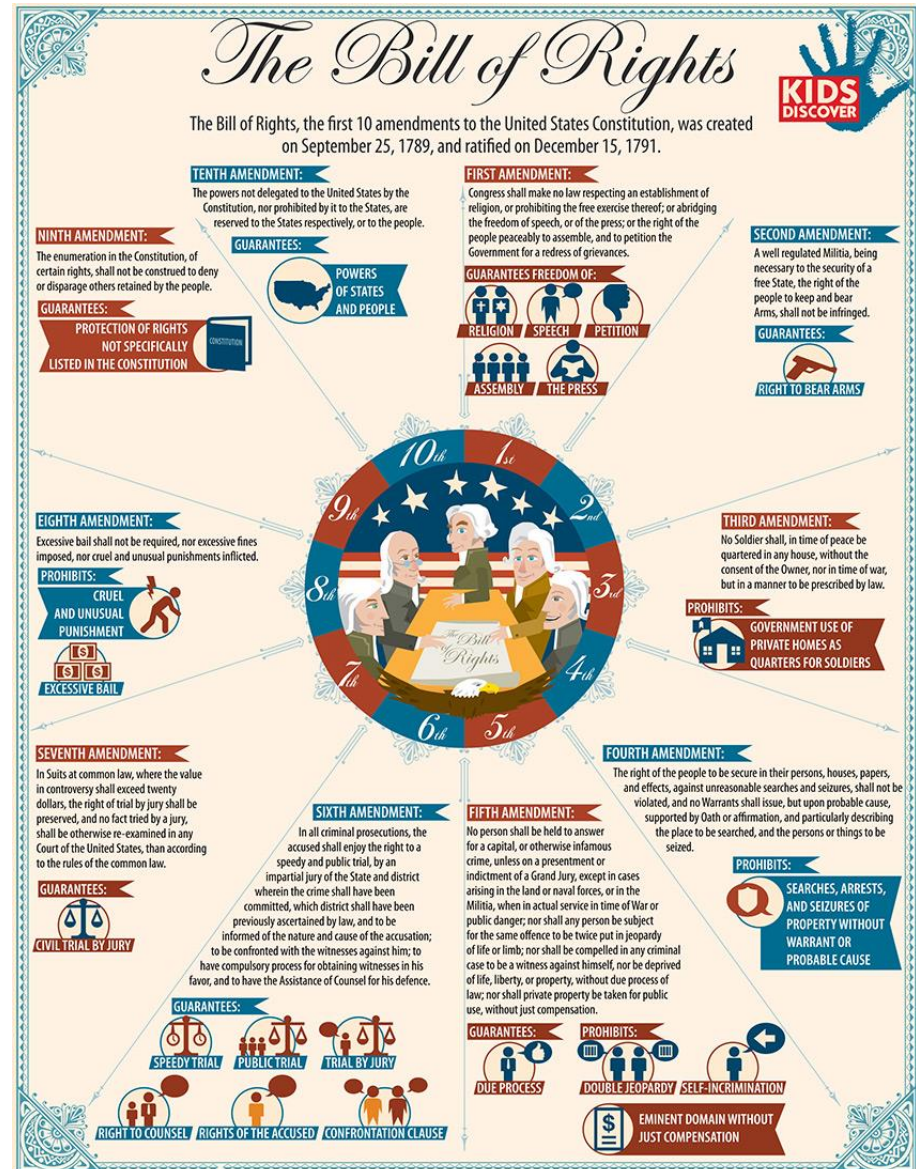 The Bill of Rights
KIDS
DISCOVER
The Bill of Rights, the first 10 amendments to the United States Constitution, was created
on September 25, 1789, and ratified on December 15, 1791.
TENTH AMENDMENT:
The powers not delegated to the United States by the
Constitution, nor prohibited by it to the States, are
reserved to the States respectively, or to the people.
GUARANTEES:
POWERS
OF STATES
AND PEOPLE
FIRST AMENDMENT:
Congress shall make no law respecting an establishment of
religion, or prohibiting the free exercise thereof; or abridging
the freedom of speech, or of the press; or the right of the
people peaceably to assemble, and to petition the
Government for a redress of grievances.
GUARANTEES FREEDOM OF:
RELIGION
SPEECH
PETITION
ASSEMBLY
THE PRESS
NINTH AMENDMENT:
The enumeration in the Constitution, of
certain rights, shall not be construed to deny
or disparage others retained by the people.
GUARANTEES:
PROTECTION OF RIGHTS
NOT SPECIFICALLY
LISTED IN THE CONSTITUTION
CONSTITUTION
SECOND AMENDMENT:
A well regulated Militia, being
necessary to the security of a
free State, the right of the
people to keep and bear
Arms, shall not be infringed.
GUARANTEES:
RIGHT TO BEAR ARMS
10th
1st
9th
2nd
8th
3rd
7th
4th
6th
5th
The Bill
of Rights
EIGHTH AMENDMENT:
Excessive bail shall not be required, nor excessive fines
imposed, nor cruel and unusual punishments inflicted.
PROHIBITS:
CRUEL
AND UNUSUAL
PUNISHMENT
$
$ $
EXCESSIVE BAIL
THIRD AMENDMENT:
No Soldier shall, in time of peace be
quartered in any house, without the
consent of the Owner, nor in time of war,
but in a manner to be prescribed by law.
PROHIBITS:
GOVERNMENT USE OF
PRIVATE HOMES AS
QUARTERS FOR SOLDIERS
SEVENTH AMENDMENT:
In Suits at common law, where the value
in controversy shall exceed twenty
dollars, the right of trial by jury shall be
preserved, and no fact tried by a jury,
shall be otherwise re-examined in any
Court of the United States, than according
to the rules of the common law.
GUARANTEES:
CIVIL TRIAL BY JURY
FOURTH AMENDMENT:
The right of the people to be secure in their persons, houses, papers,
and effects, against unreasonable searches and seizures, shall not be
violated, and no Warrants shall issue, but upon probable cause,
supported by Oath or affirmation, and particularly describing
the place to be searched, and the persons or things to be
seized.
PROHIBITS:
SEARCHES, ARRESTS,
AND SEIZURES OF
PROPERTY WITHOUT
WARRANT OR
PROBABLE CAUSE
SIXTH AMENDMENT:
In all criminal prosecutions, the
accused shall enjoy the right to a
speedy and public trial, by an
impartial jury of the State and district
wherein the crime shall have been
committed, which district shall have been
previously ascertained by law, and to be
informed of the nature and cause of the accusation;
to be confronted with the witnesses against him; to
have compulsory process for obtaining witnesses in his
favor, and to have the Assistance of Counsel for his defence.
GUARANTEES:
SPEEDY TRIAL
PUBLIC TRIAL
TRIAL BY JURY
RIGHT TO COUNSEL
RIGHTS OF THE ACCUSED
CONFRONTATION CLAUSE
FIFTH AMENDMENT:
No person shall be held to answer
for a capital, or otherwise infamous
crime, unless on a presentment or
indictment of a Grand Jury, except in cases
arising in the land or naval forces, or in the
Militia, when in actual service in time of War or
public danger; nor shall any person be subject
for the same offence to be twice put in jeopardy
of life or limb; nor shall be compelled in any criminal
case to be a witness against himself, nor be deprived
of life, liberty, or property, without due process of
law; nor shall private property be taken for public
use, without just compensation.
GUARANTEES:
DUE PROCESS
PROHIBITS:
DOUBLE JEOPARDY
SELF-INCRIMINATION
$
EMINENT DOMAIN WITHOUT
JUST COMPENSATION